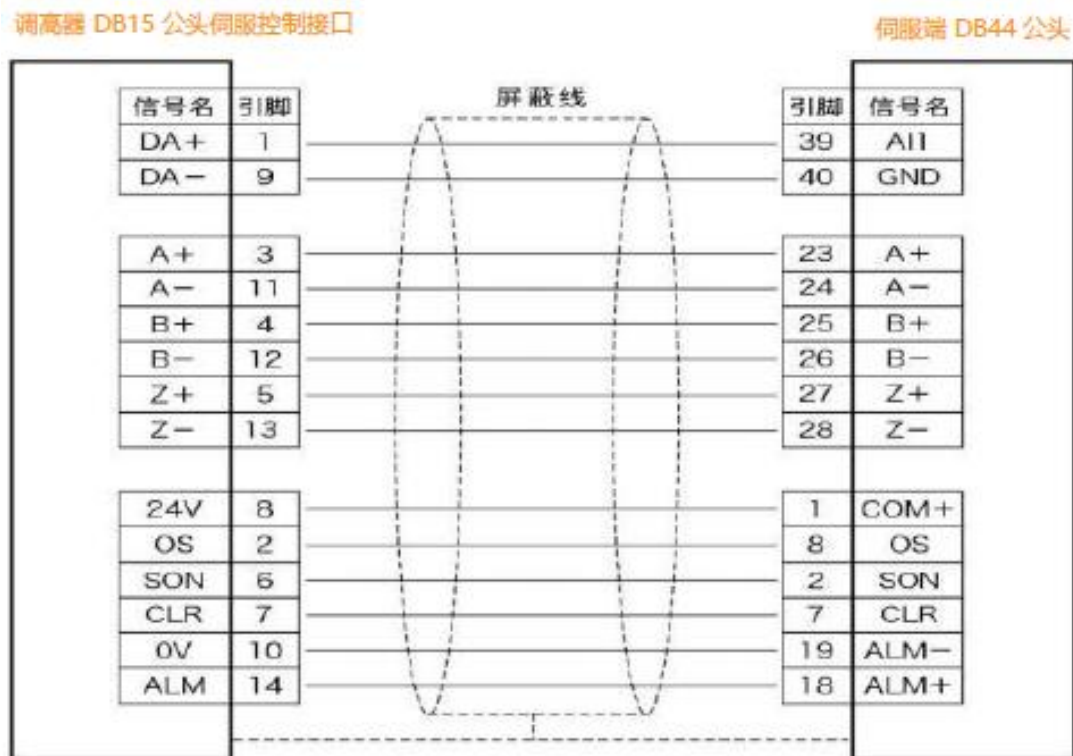 调高器 DB15 公头伺服控制接口
伺服端 DB44 公头
屏蔽线
信号名 引脚 引脚 信号名
DA+ 1 39 AI1
DA- 9 40 GND
A+ 3 23 A+
A- 11 24 A-
B+ 4 25 B+
B- 12 26 B-
Z+ 5 27 Z+
Z- 13 28 Z-
24V 8 1 COM+
OS 2 8 OS
SON 6 2 SON
CLR 7 7 CLR
0V 10 19 ALM-
ALM 14 18 ALM+